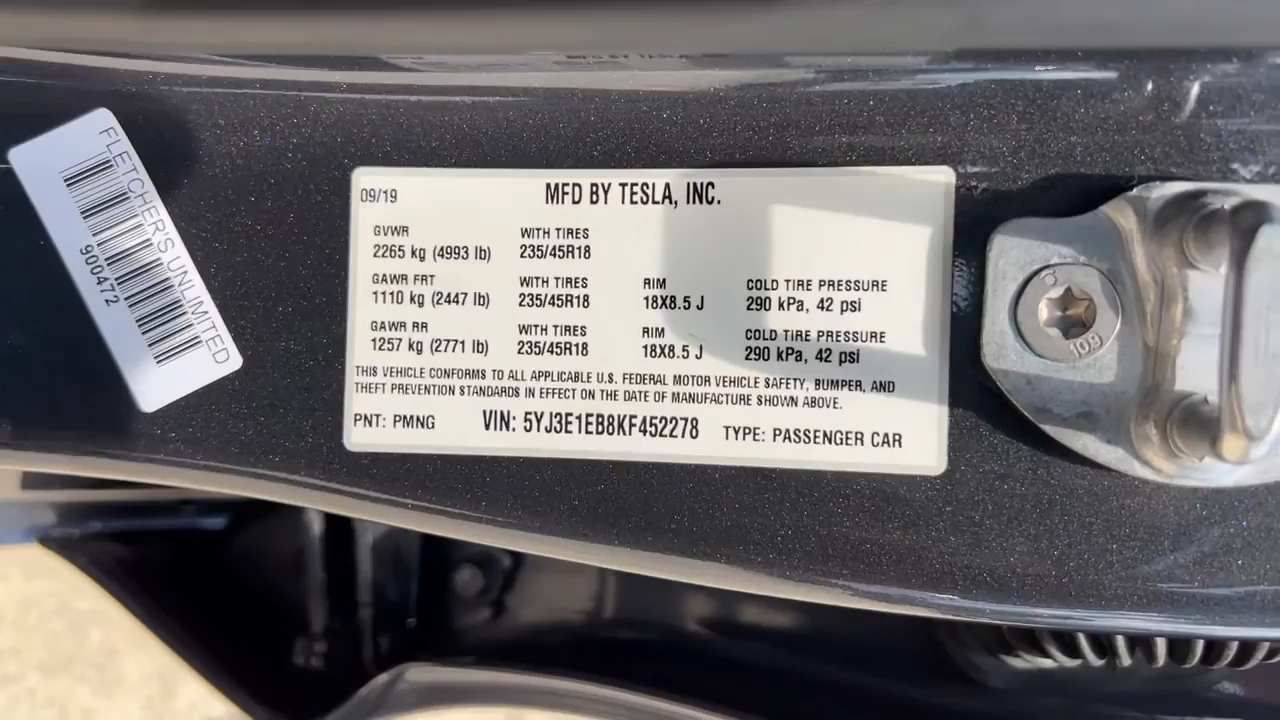 FLETCHERS UNLIMITED
900472
09/19
MFD BY TESLA, INC.
GVWR WITH TIRES
2265 kg (4993 lb) 235/45R18
GAWR FRT WITH TIRES RIM COLD TIRE PRESSURE
1110 kg (2447 lb) 235/45R18 18X8.5 J 290 kPa, 42 psi
GAWR RR WITH TIRES RIM COLD TIRE PRESSURE
1257 kg (2771 lb) 235/45R18 18X8.5 J 290 kPa, 42 psi
THIS VEHICLE CONFORMS TO ALL APPLICABLE U.S. FEDERAL MOTOR VEHICLE SAFETY, BUMPER, AND
THEFT PREVENTION STANDARDS IN EFFECT ON THE DATE OF MANUFACTURE SHOWN ABOVE.
PNT: PMNG VIN: 5YJ3E1EB8KF452278 TYPE: PASSENGER CAR
10.9